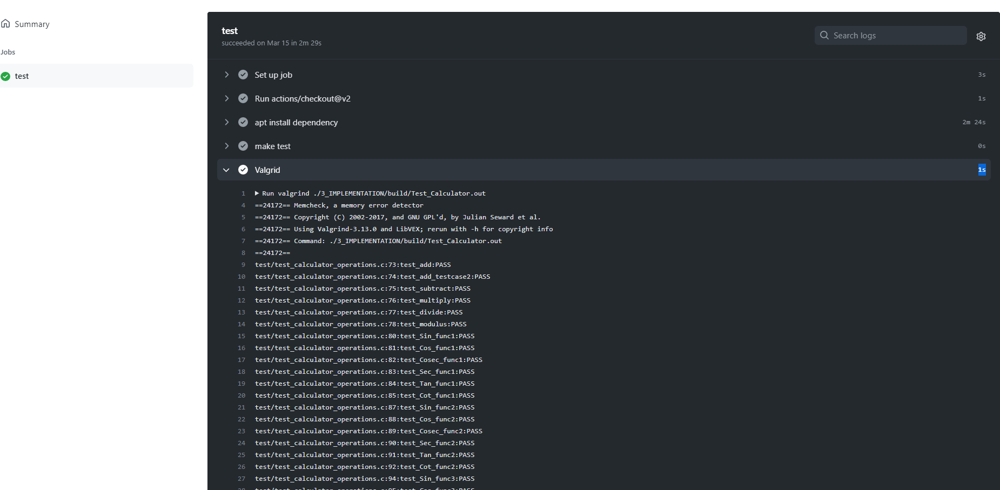 Summary
Jobs
test
test
succeeded on Mar 15 in 2m 29s
Search logs
Set up job 3s
Run actions/checkout@v2 1s
apt install dependency 2m 24s
make test 0s
Valgrid 1s
1 Run valgrind ./3_IMPLEMENTATION/build/Test_Calculator.out
4 ==24172== Memcheck, a memory error detector
5 ==24172== Copyright (C) 2002-2017, and GNU GPL'd, by Julian Seward et al.
6 ==24172== Using Valgrind-3.13.0 and LibVEX; rerun with -h for copyright info
7 ==24172== Command: ./3_IMPLEMENTATION/build/Test_Calculator.out
8 ==24172==
9 test/test_calculator_operations.c:73:test_add:PASS
10 test/test_calculator_operations.c:74:test_add_testcase2:PASS
11 test/test_calculator_operations.c:75:test_subtract:PASS
12 test/test_calculator_operations.c:76:test_multiply:PASS
13 test/test_calculator_operations.c:77:test_divide:PASS
14 test/test_calculator_operations.c:78:test_modulus:PASS
15 test/test_calculator_operations.c:80:test_Sin_func1:PASS
16 test/test_calculator_operations.c:81:test_Cos_func1:PASS
17 test/test_calculator_operations.c:82:test_Cosec_func1:PASS
18 test/test_calculator_operations.c:83:test_Sec_func1:PASS
19 test/test_calculator_operations.c:84:test_Tan_func1:PASS
20 test/test_calculator_operations.c:85:test_Cot_func1:PASS
21 test/test_calculator_operations.c:87:test_Sin_func2:PASS
22 test/test_calculator_operations.c:88:test_Cos_func2:PASS
23 test/test_calculator_operations.c:89:test_Cosec_func2:PASS
24 test/test_calculator_operations.c:90:test_Sec_func2:PASS
25 test/test_calculator_operations.c:91:test_Tan_func2:PASS
26 test/test_calculator_operations.c:92:test_Cot_func2:PASS
27 test/test_calculator_operations.c:94:test_Sin_func3:PASS